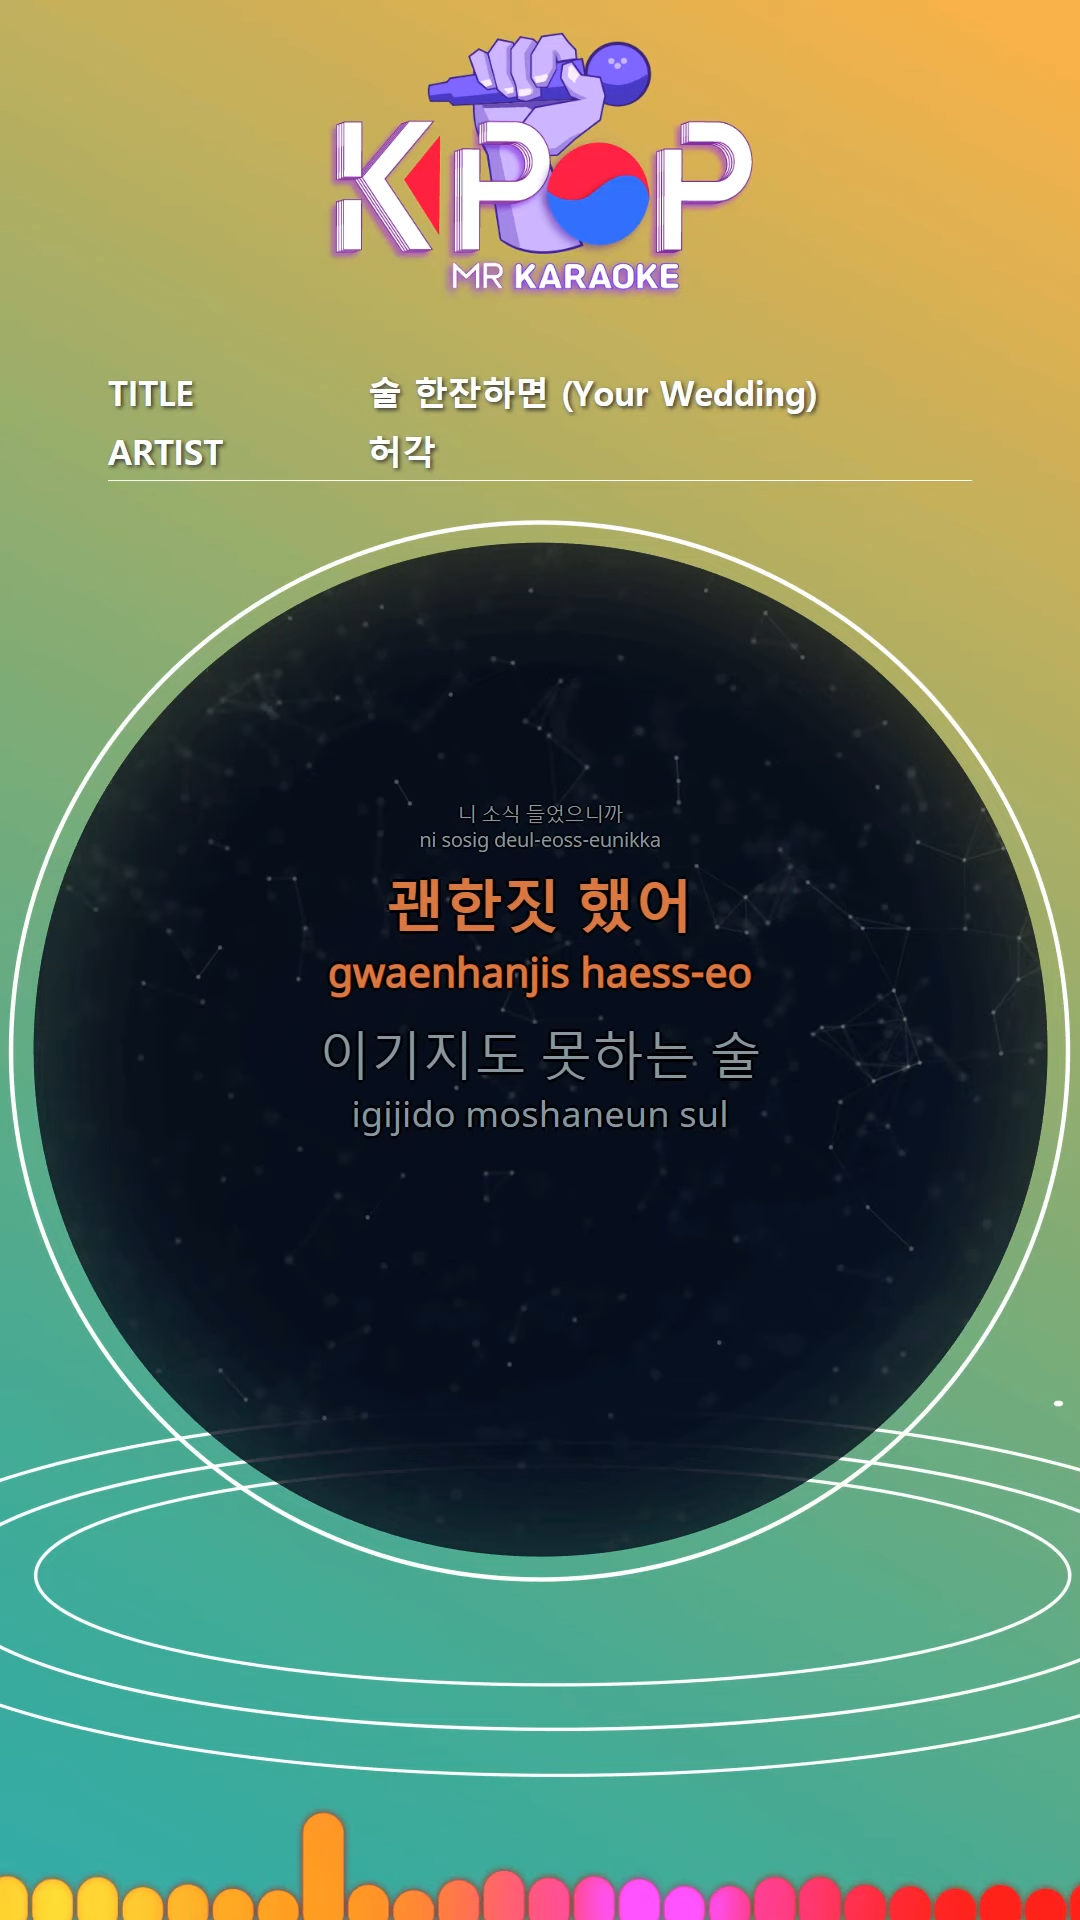 KPOP
MR KARAOKE
TITLE 술 한잔하면 (Your Wedding)
ARTIST 허각
니 소식 들었으니까
ni sosig deul-eoss-eunikka
괜한짓 했어
gwaenhanjis haess-eo
이기지도 못하는 술
igijido moshaneun sul